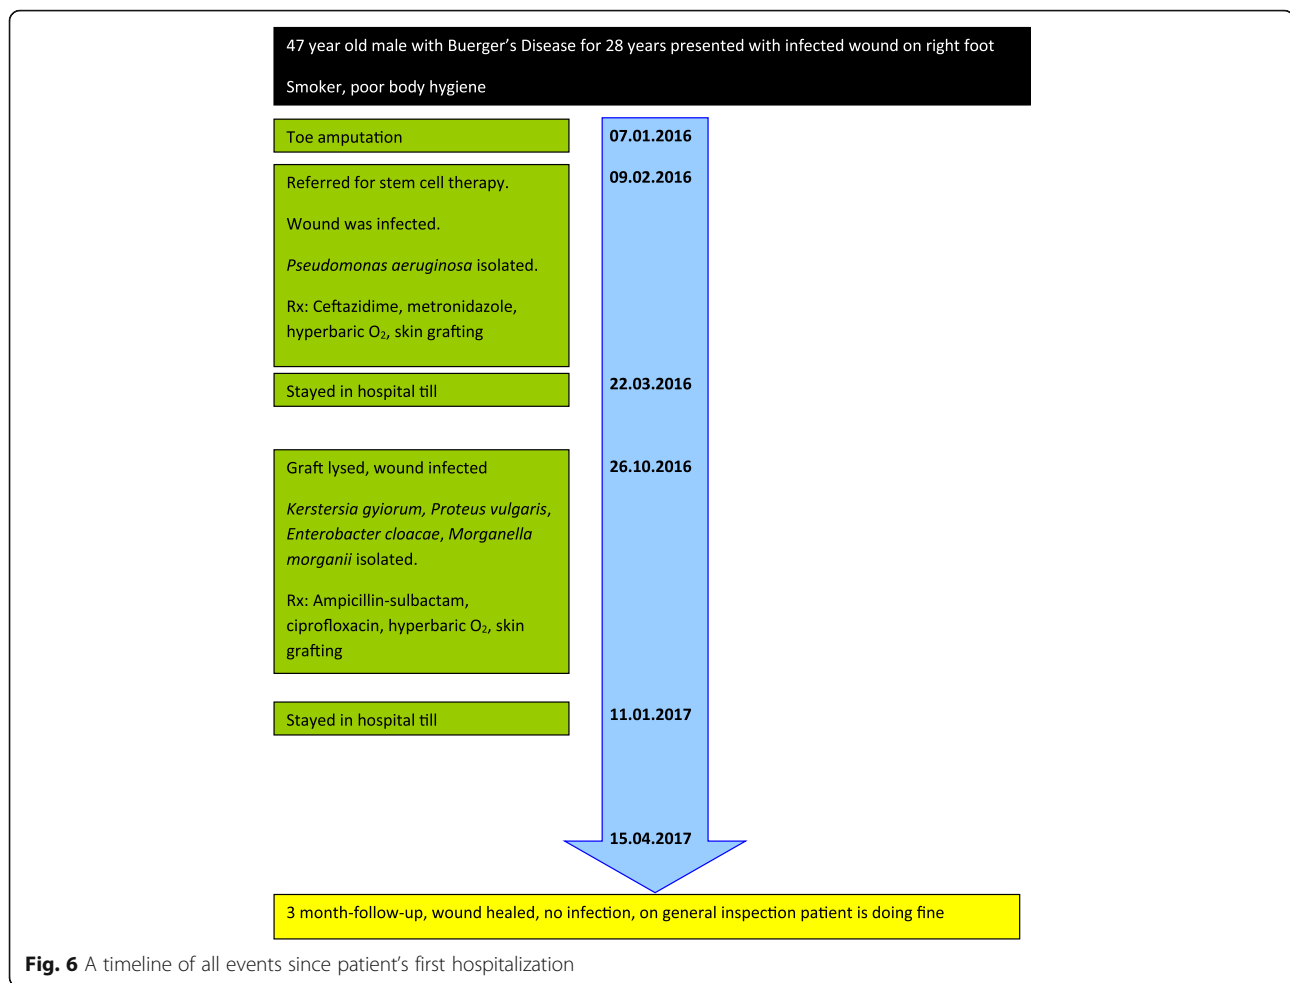 47 year old male with Buerger’s Disease for 28 years presented with infected wound on right foot
Smoker, poor body hygiene
Toe amputation
07.01.2016
Referred for stem cell therapy.
09.02.2016
Wound was infected.
Pseudomonas aeruginosa isolated.
Rx: Ceftazidime, metronidazole,
hyperbaric O₂, skin grafting
Stayed in hospital till
22.03.2016
Graft lysed, wound infected
26.10.2016
Kerstersia gyiorum, Proteus vulgaris,
Enterobacter cloacae, Morganella
morganii isolated.
Rx: Ampicillin-sulbactam,
ciprofloxacin, hyperbaric O₂, skin
grafting
Stayed in hospital till
11.01.2017
15.04.2017
3 month-follow-up, wound healed, no infection, on general inspection patient is doing fine
Fig. 6 A timeline of all events since patient’s first hospitalization